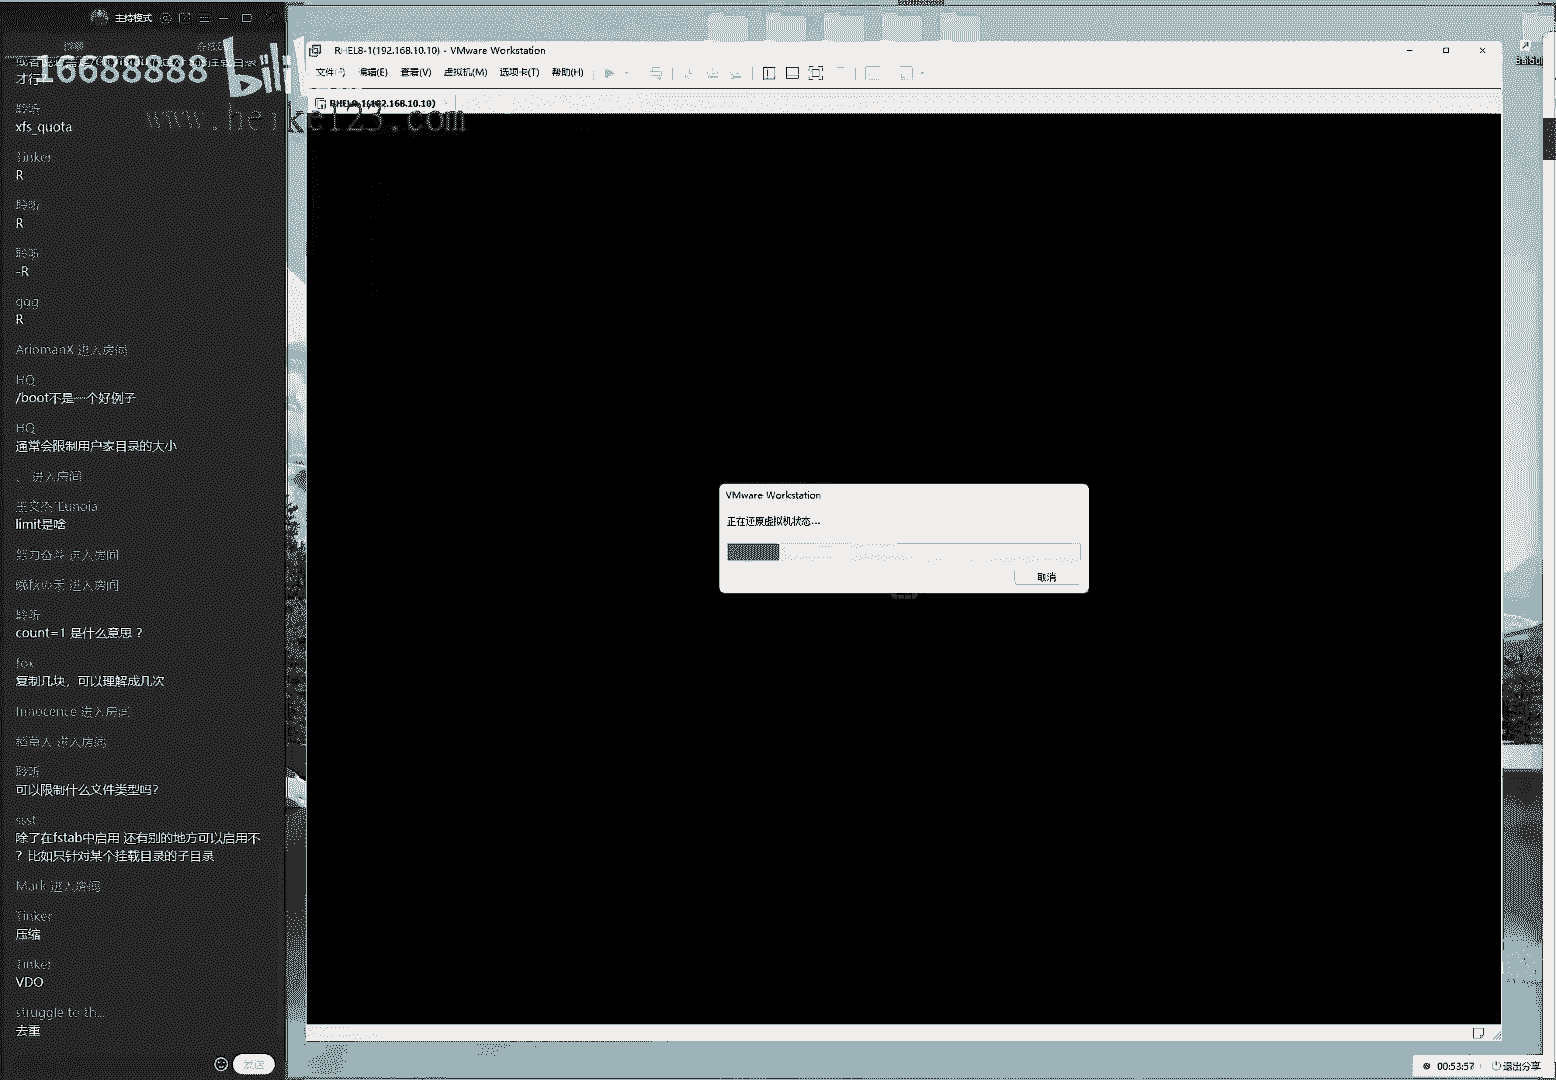 主持模式
16688888
bili
才行
www.heike123.com
聆听
xfs_quota
Tinker
R
聆听
R
聆听
-R
qqq
R
AriomanX 进入房间
HQ
/boot不是一个好例子
HQ
通常会限制用户家目录的大小
、 进入房间
limit是啥
努力奋斗 进入房间
聆听
count=1 是什么意思？
fox
复制几块，可以理解成几次
Innocence 进入房间
稻草人 进入房间
聆听
可以限制什么文件类型吗？
ssst
除了在fstab中启用 还有别的地方可以启用不
？比如只针对某个挂载目录的子目录
Mark 进入房间
Tinker
压缩
Tinker
VDO
struggle to th...
去重
发送
RHEL8-1(192.168.10.10) - VMware Workstation
文件(F) 编辑(E) 查看(V) 虚拟机(M) 选项卡(T) 帮助(H)
RHEL8-1(192.168.10.10)
VMware Workstation
正在还原虚拟机状态...
取消
00:53:57
退出分享